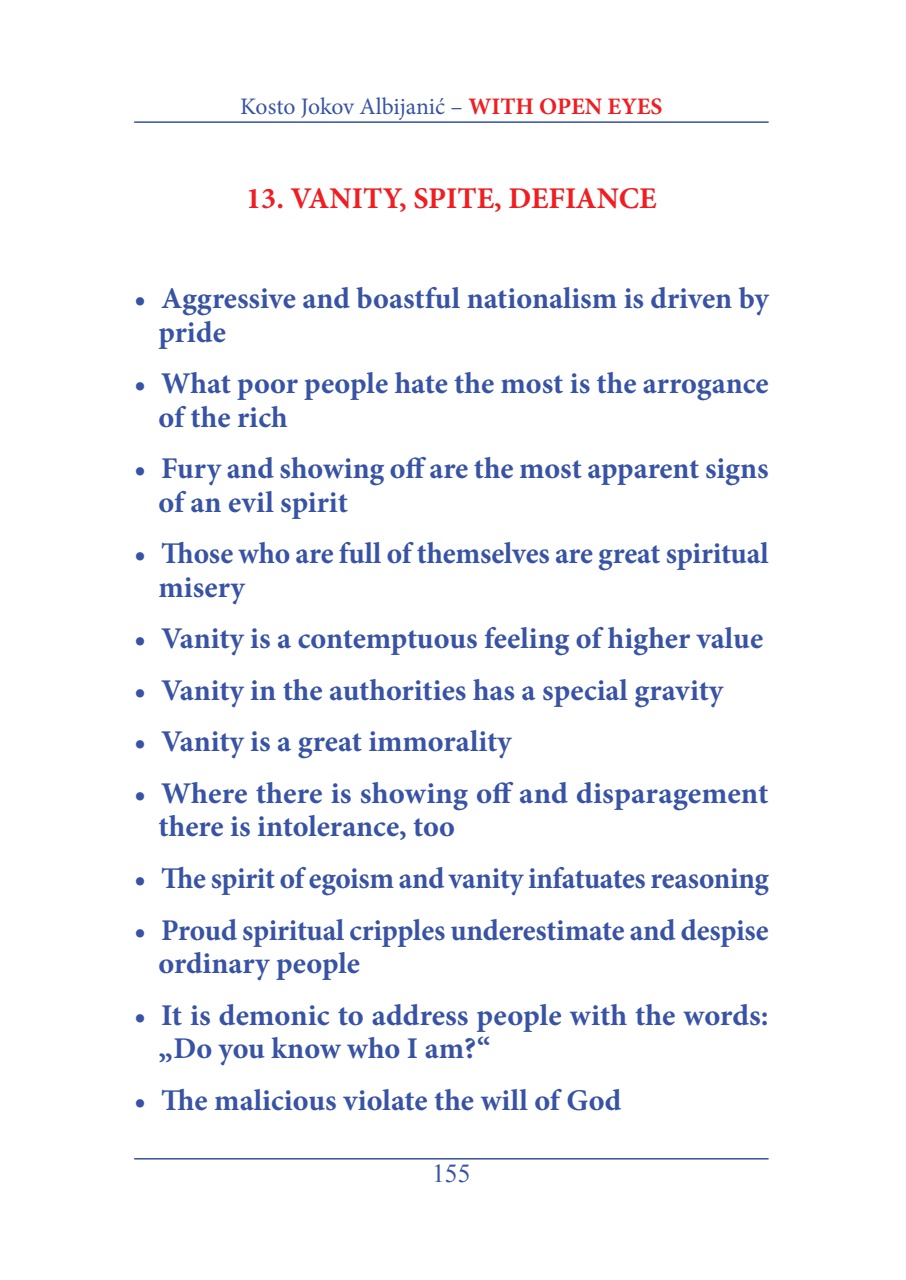 Kosto Jokov Albijanić – WITH OPEN EYES
13. VANITY, SPITE, DEFIANCE
• Aggressive and boastful nationalism is driven by
pride
• What poor people hate the most is the arrogance
of the rich
• Fury and showing off are the most apparent signs
of an evil spirit
• Those who are full of themselves are great spiritual
misery
• Vanity is a contemptuous feeling of higher value
• Vanity in the authorities has a special gravity
• Vanity is a great immorality
• Where there is showing off and disparagement
there is intolerance, too
• The spirit of egoism and vanity infatuates reasoning
• Proud spiritual cripples underestimate and despise
ordinary people
• It is demonic to address people with the words:
„Do you know who I am?“
• The malicious violate the will of God
155